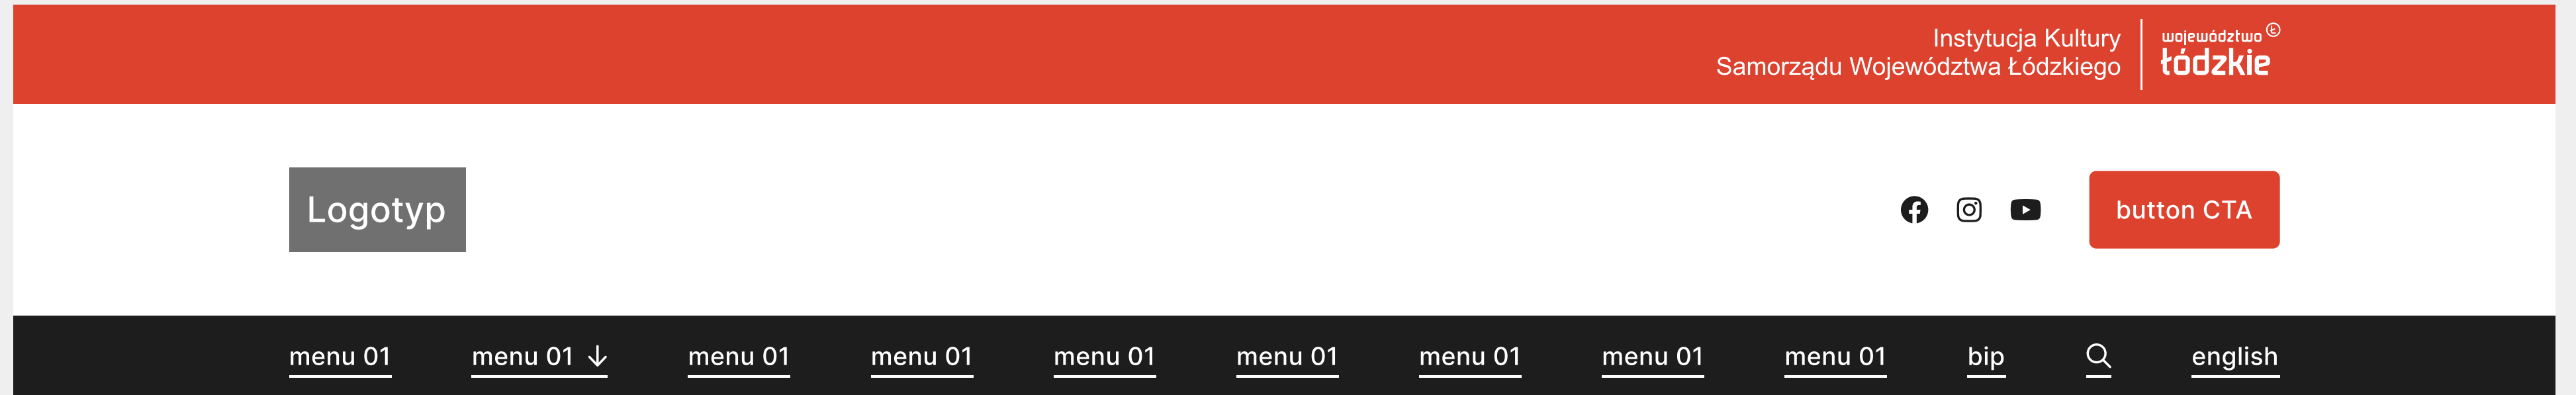 Instytucja Kultury
Samorządu Województwa Łódzkiego
województwo Ł
łódzkie
Logotyp
button CTA
menu 01 menu 01 ↓ menu 01 menu 01 menu 01 menu 01 menu 01 menu 01 menu 01 bip english